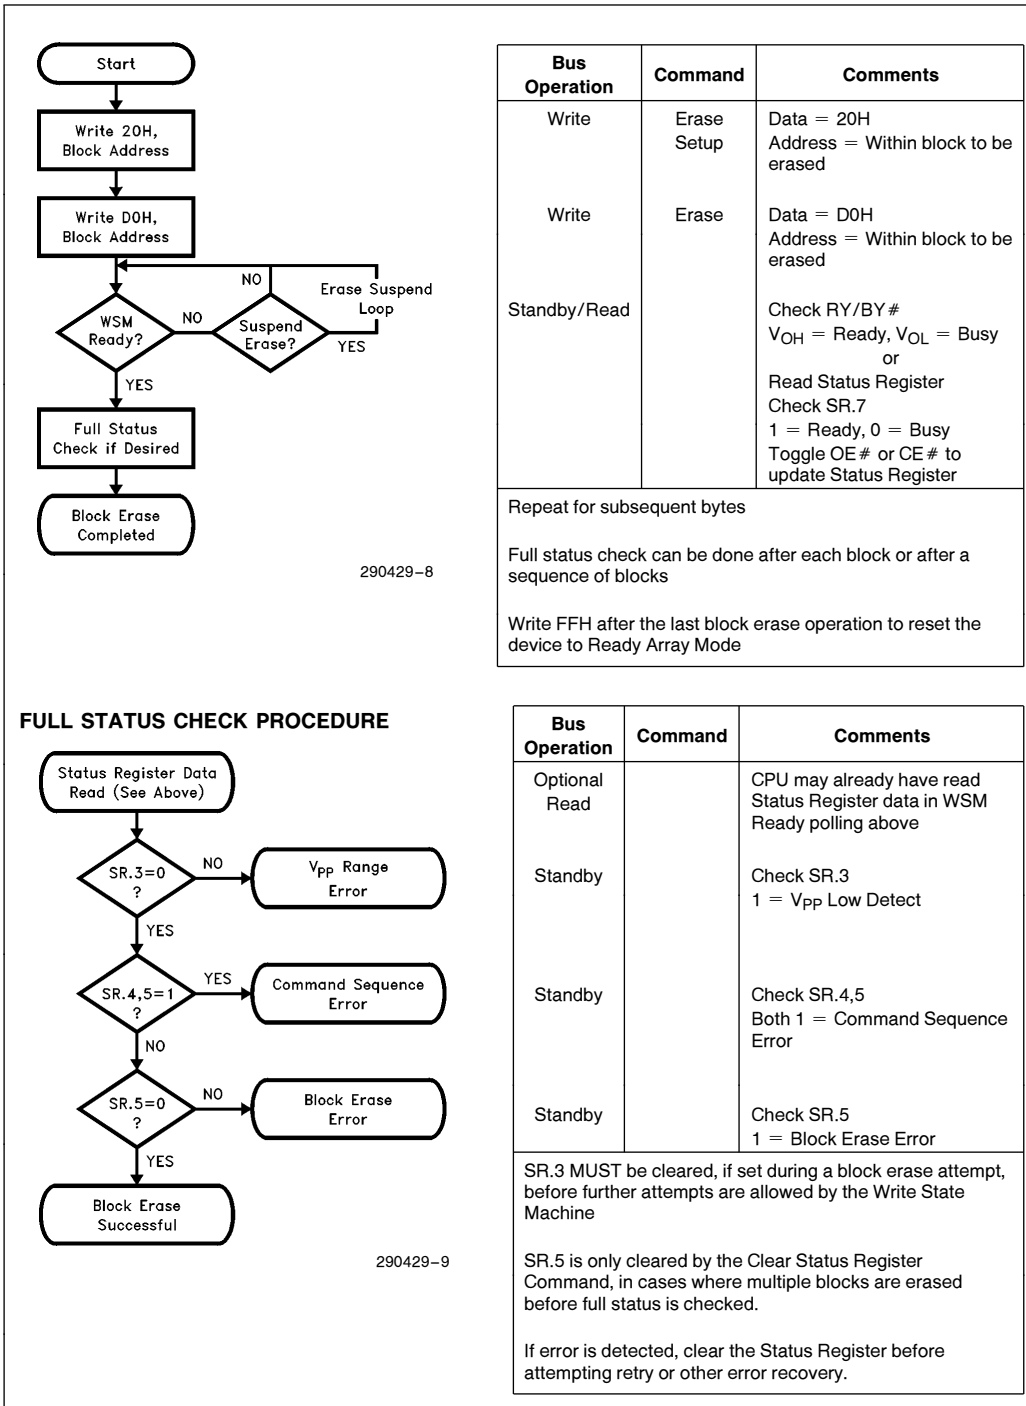 Start
Write 20H,
Block Address
Write D0H,
Block Address
NO
Erase Suspend
Loop
WSM
Ready?
NO
Suspend
Erase?
YES
YES
Full Status
Check if Desired
Block Erase
Completed
290429–8
Bus
Operation
Command
Comments
Write
Erase
Setup
Data = 20H
Address = Within block to be
erased
Write
Erase
Data = D0H
Address = Within block to be
erased
Standby/Read
Check RY/BY#
VOH = Ready, VOL = Busy
or
Read Status Register
Check SR.7
1 = Ready, 0 = Busy
Toggle OE# or CE# to
update Status Register
Repeat for subsequent bytes
Full status check can be done after each block or after a
sequence of blocks
Write FFH after the last block erase operation to reset the
device to Ready Array Mode
FULL STATUS CHECK PROCEDURE
Status Register Data
Read (See Above)
SR.3=0
?
NO
VPP Range
Error
YES
SR.4,5=1
?
YES
Command Sequence
Error
NO
SR.5=0
?
NO
Block Erase
Error
YES
Block Erase
Successful
290429–9
Bus
Operation
Command
Comments
Optional
Read
CPU may already have read
Status Register data in WSM
Ready polling above
Standby
Check SR.3
1 = VPP Low Detect
Standby
Check SR.4,5
Both 1 = Command Sequence
Error
Standby
Check SR.5
1 = Block Erase Error
SR.3 MUST be cleared, if set during a block erase attempt,
before further attempts are allowed by the Write State
Machine
SR.5 is only cleared by the Clear Status Register
Command, in cases where multiple blocks are erased
before full status is checked.
If error is detected, clear the Status Register before
attempting retry or other error recovery.